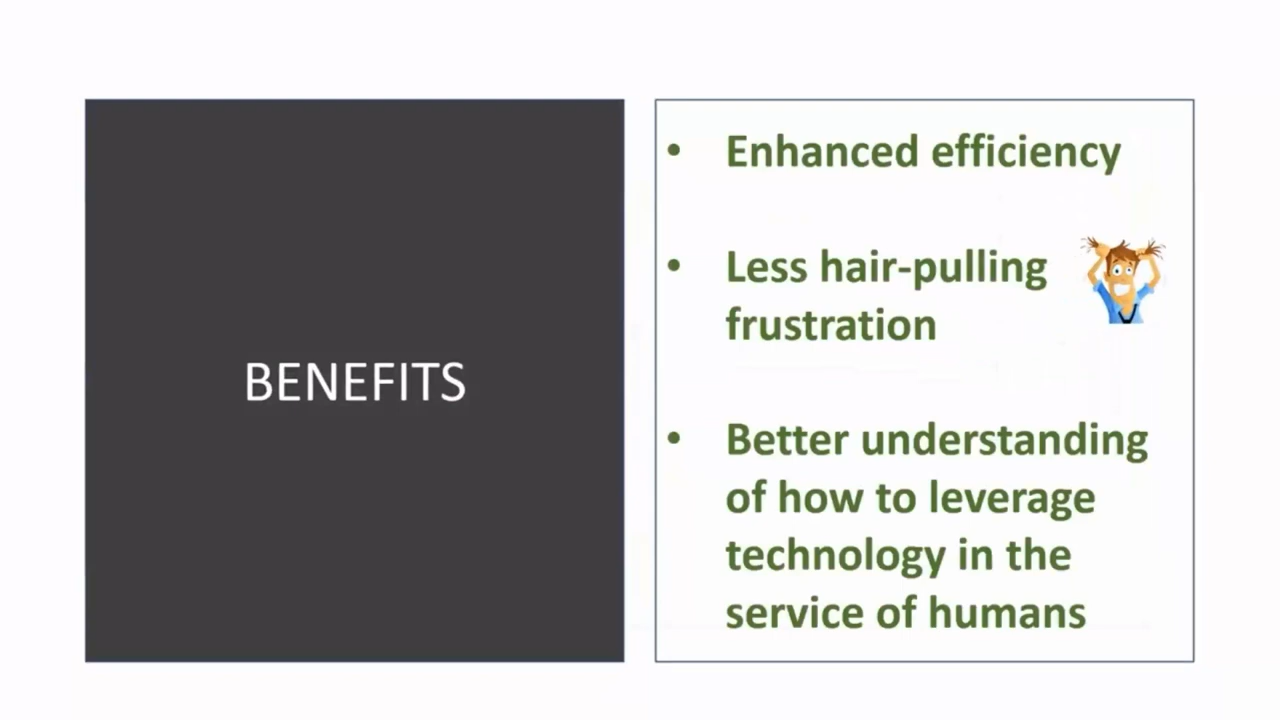 BENEFITS
• Enhanced efficiency
• Less hair-pulling
frustration
• Better understanding
of how to leverage
technology in the
service of humans